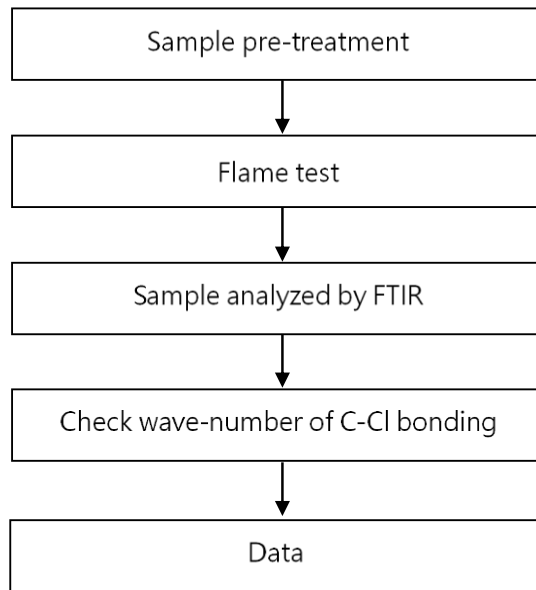 Sample pre-treatment
Flame test
Sample analyzed by FTIR
Check wave-number of C-Cl bonding
Data